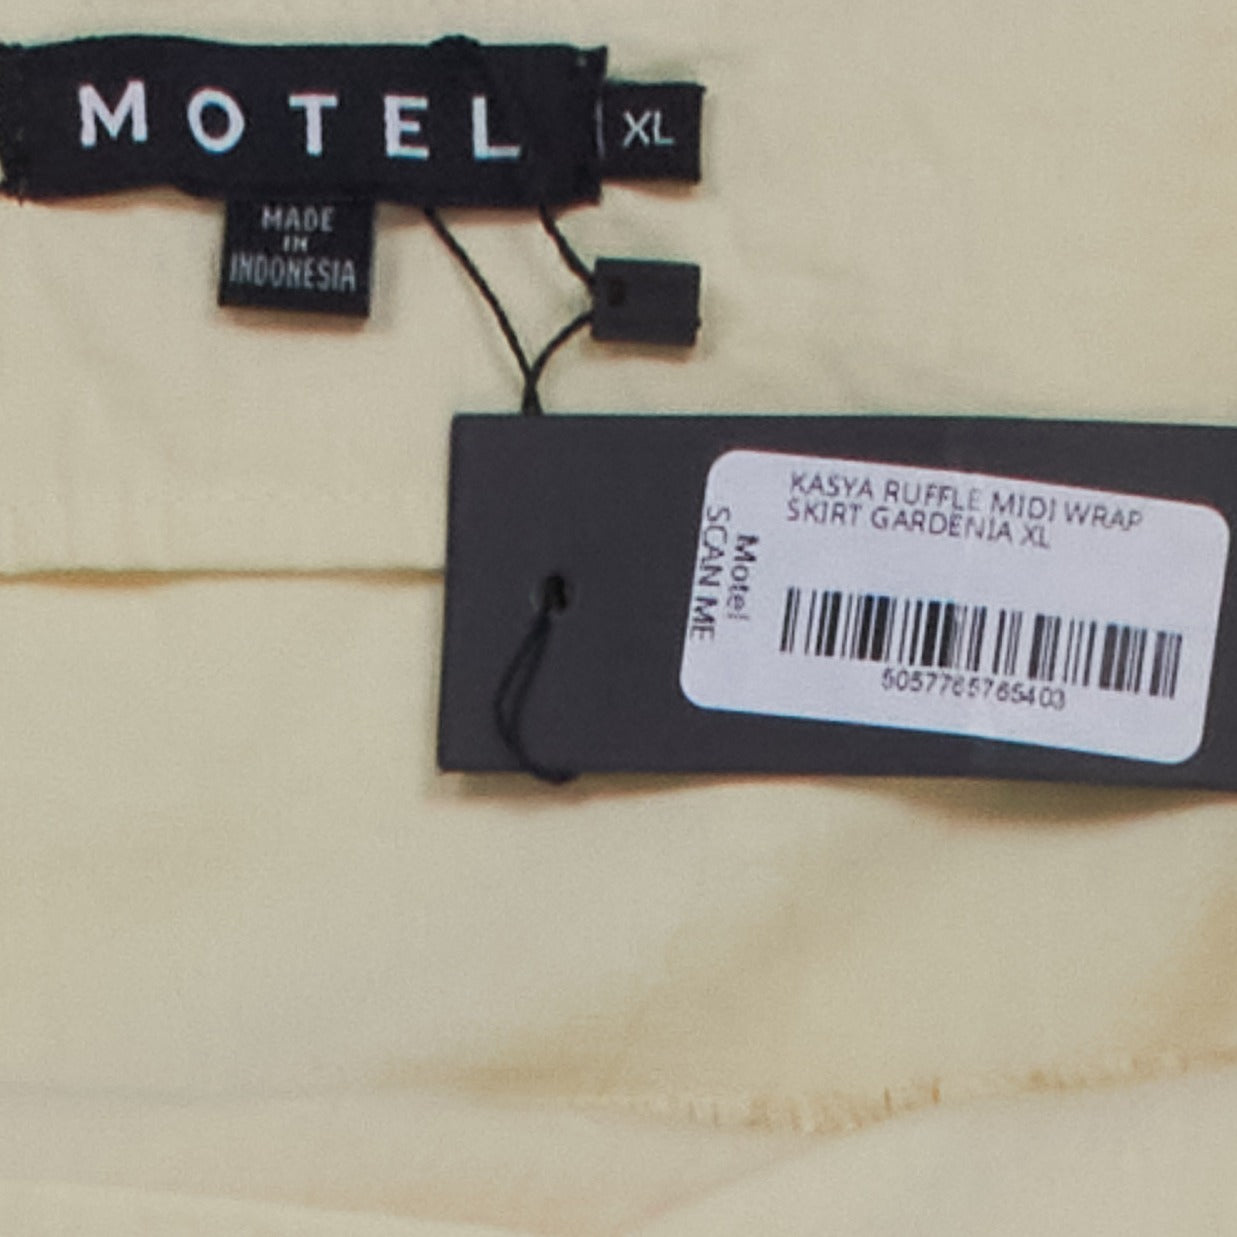 MOTEL
XL
MADE
IN
INDONESIA
KASYA RUFFLE MIDI WRAP
SKIRT GARDENIA XL
Motel
SCAN ME
5057765765403